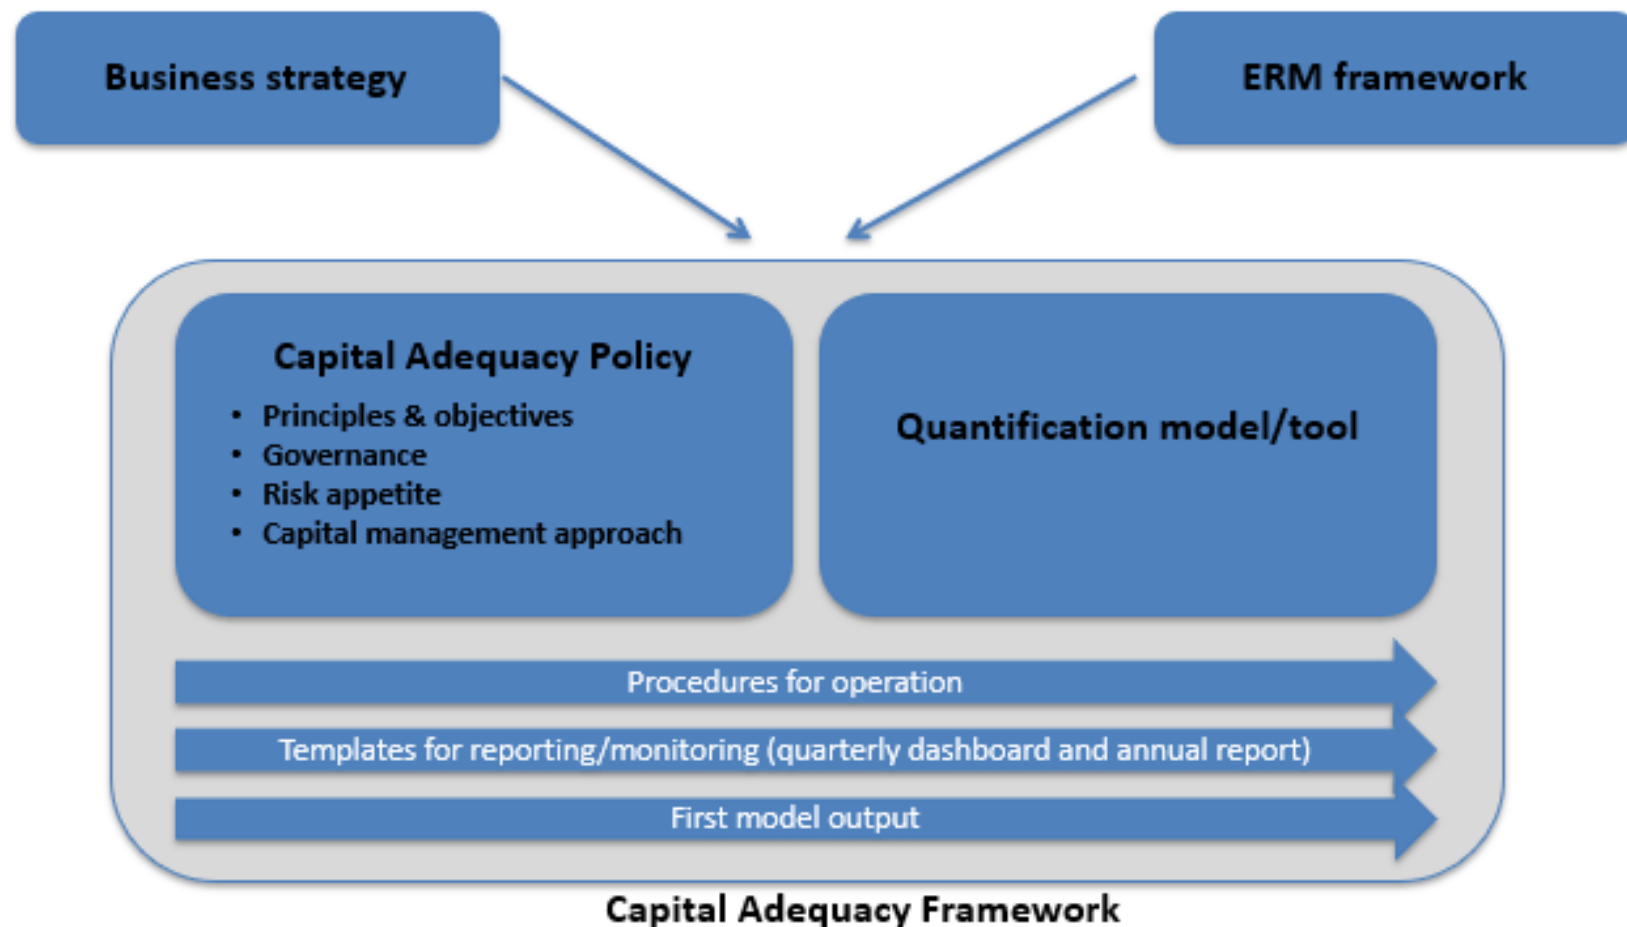 Business strategy
ERM framework
Capital Adequacy Policy
• Principles & objectives
• Governance
• Risk appetite
• Capital management approach
Quantification model/tool
Procedures for operation
Templates for reporting/monitoring (quarterly dashboard and annual report)
First model output
Capital Adequacy Framework